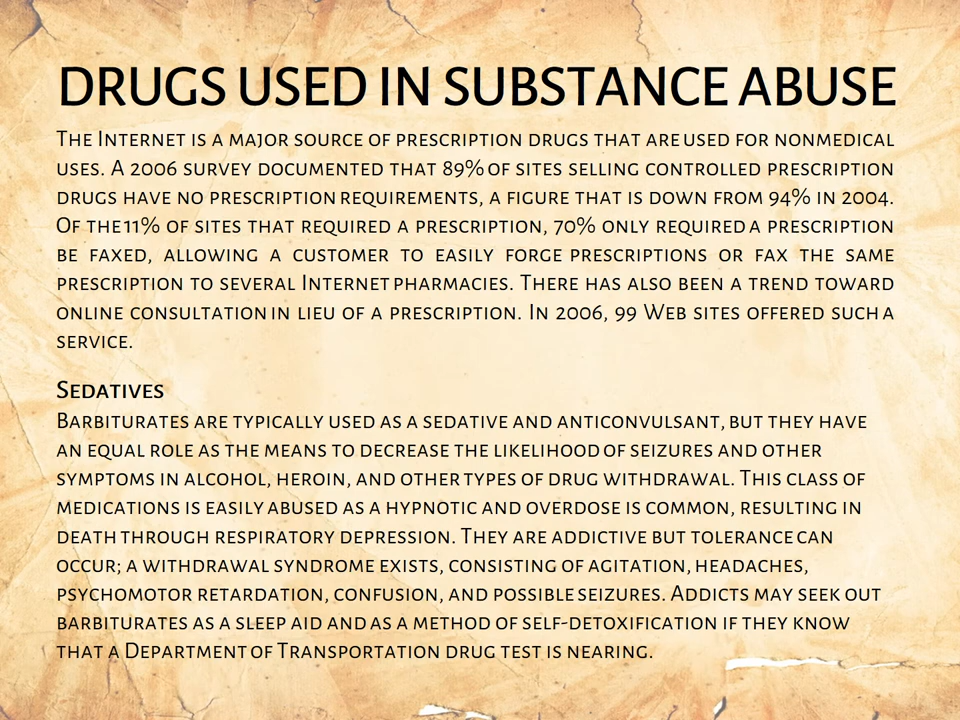 DRUGS USED IN SUBSTANCE ABUSE
The Internet is a major source of prescription drugs that are used for nonmedical
uses. A 2006 survey documented that 89% of sites selling controlled prescription
drugs have no prescription requirements, a figure that is down from 94% in 2004.
Of the 11% of sites that required a prescription, 70% only required a prescription
be faxed, allowing a customer to easily forge prescriptions or fax the same
prescription to several Internet pharmacies. There has also been a trend toward
online consultation in lieu of a prescription. In 2006, 99 Web sites offered such a
service.
Sedatives
Barbiturates are typically used as a sedative and anticonvulsant, but they have
an equal role as the means to decrease the likelihood of seizures and other
symptoms in alcohol, heroin, and other types of drug withdrawal. This class of
medications is easily abused as a hypnotic and overdose is common, resulting in
death through respiratory depression. They are addictive but tolerance can
occur; a withdrawal syndrome exists, consisting of agitation, headaches,
psychomotor retardation, confusion, and possible seizures. Addicts may seek out
barbiturates as a sleep aid and as a method of self-detoxification if they know
that a Department of Transportation drug test is nearing.